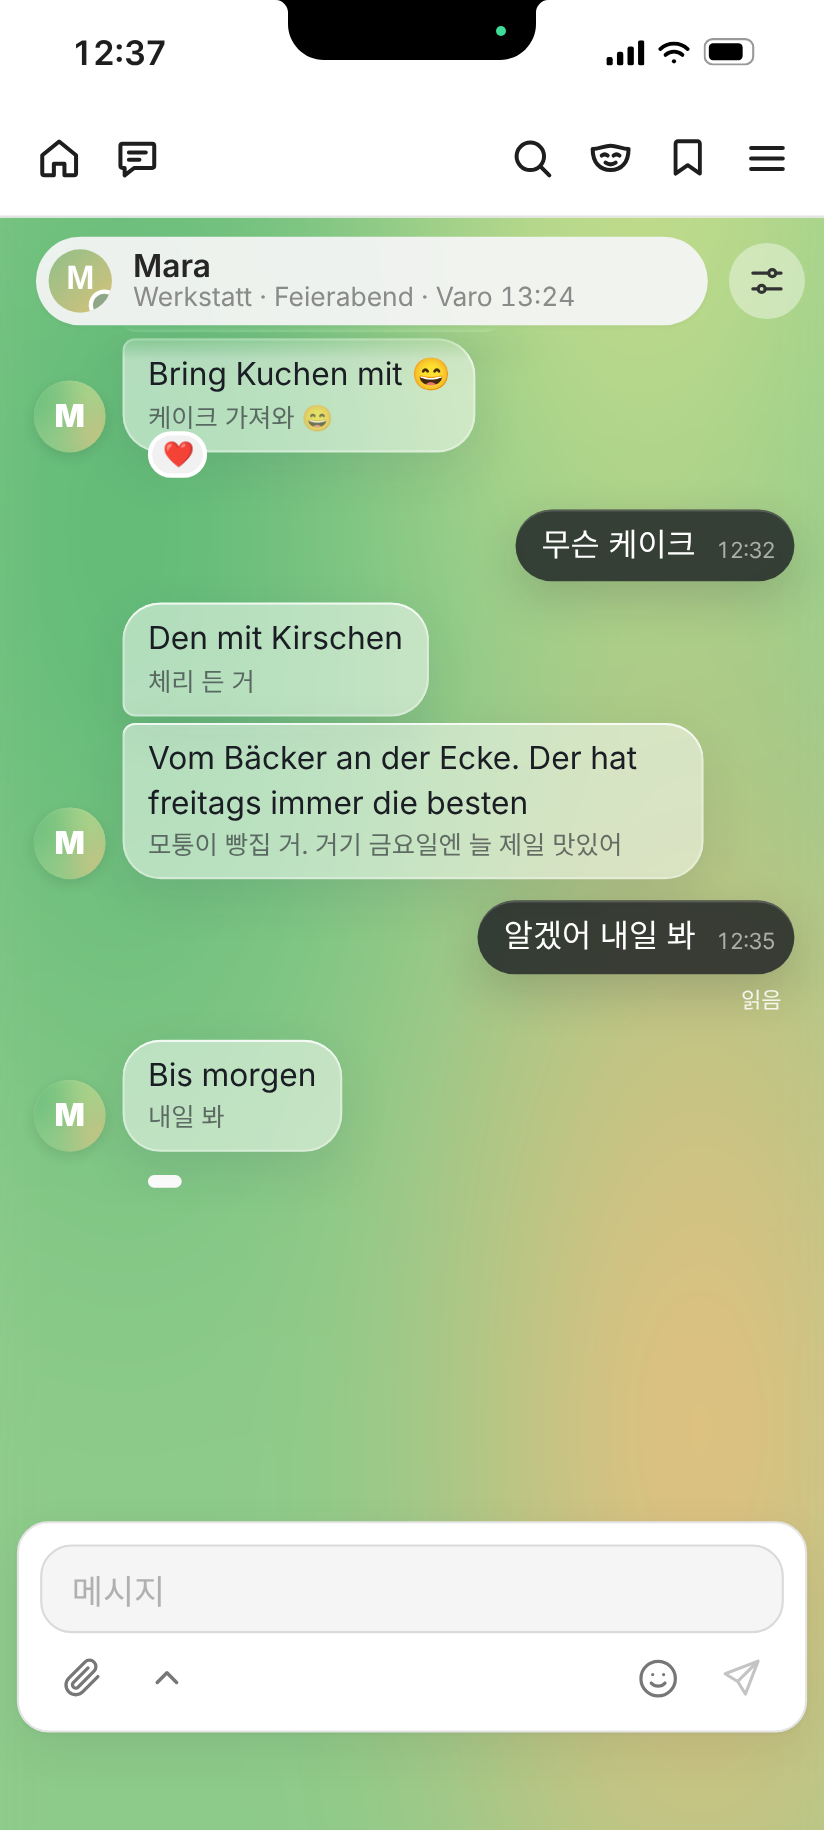 12:37
M
Mara
Werkstatt · Feierabend · Varo 13:24
Bring Kuchen mit 😄
케이크 가져와 😄
M
❤️
무슨 케이크 12:32
Den mit Kirschen
체리 든 거
Vom Bäcker an der Ecke. Der hat
freitags immer die besten
모퉁이 빵집 거. 거기 금요일엔 늘 제일 맛있어
M
알겠어 내일 봐 12:35
읽음
Bis morgen
내일 봐
M
메시지